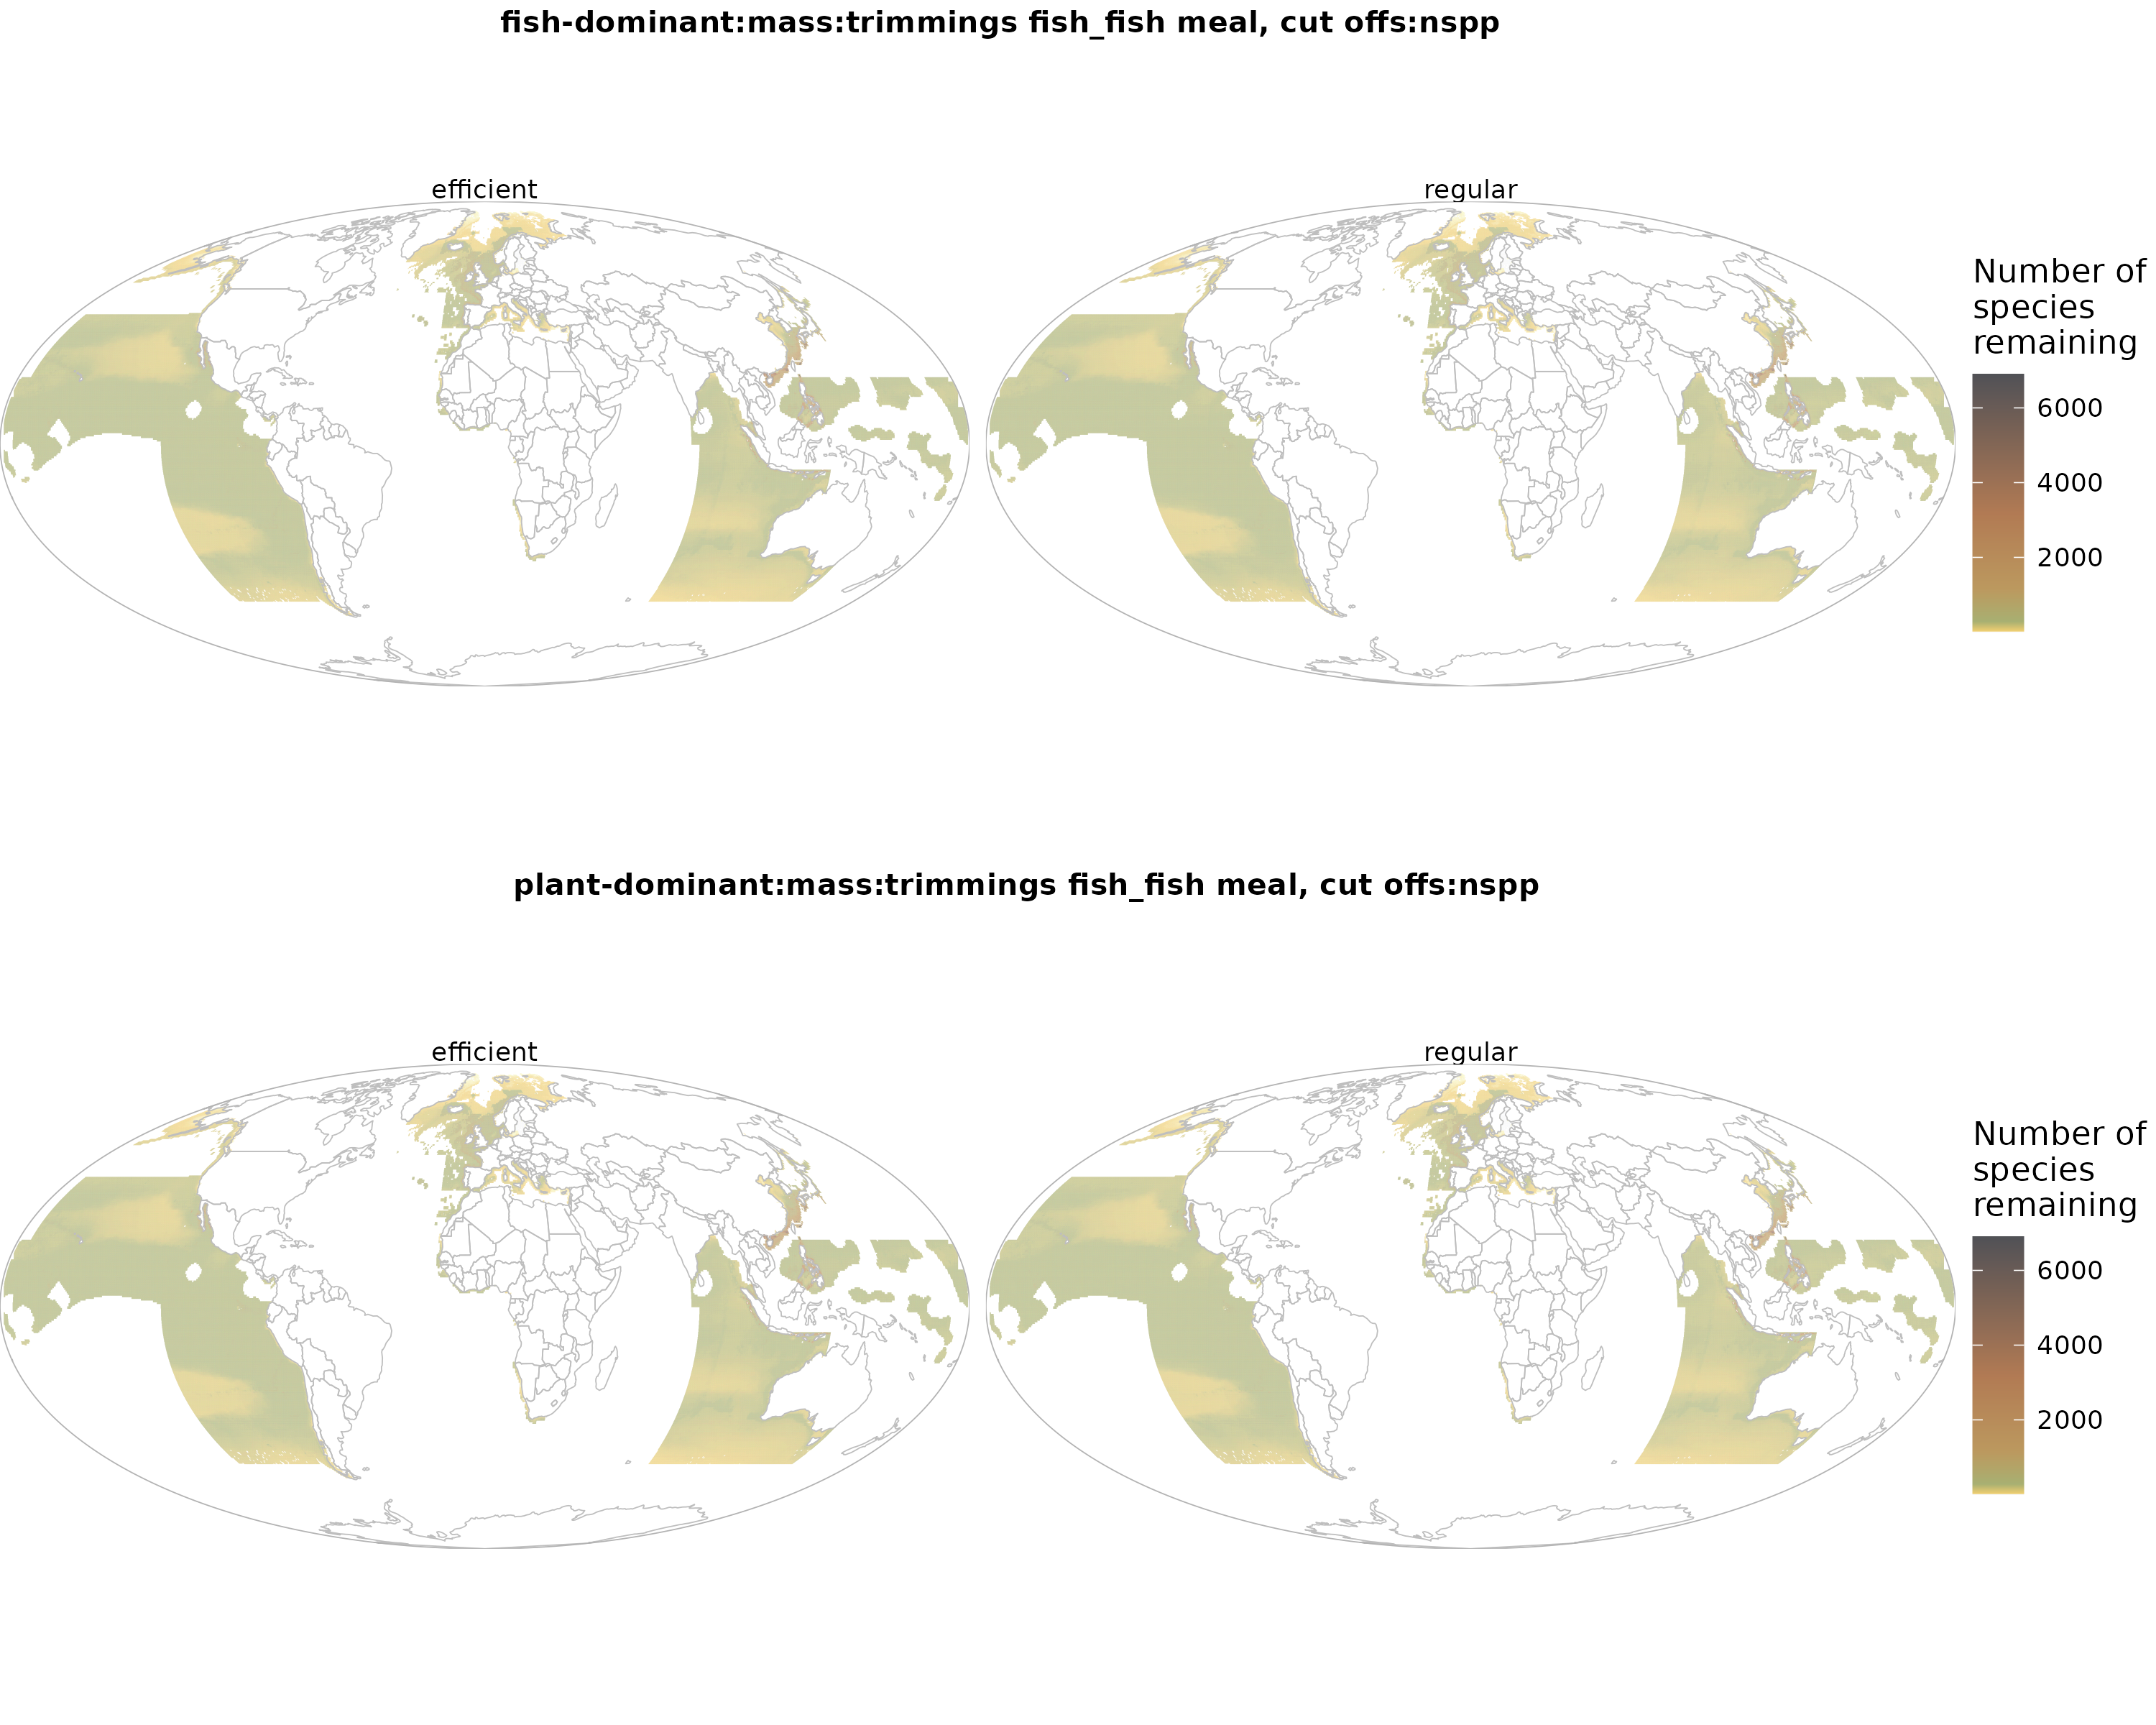 fish-dominant:mass:trimmings fish_fish meal, cut offs:nspp
efficient
regular
Number of
species
remaining
6000
4000
2000
plant-dominant:mass:trimmings fish_fish meal, cut offs:nspp
efficient
regular
Number of
species
remaining
6000
4000
2000